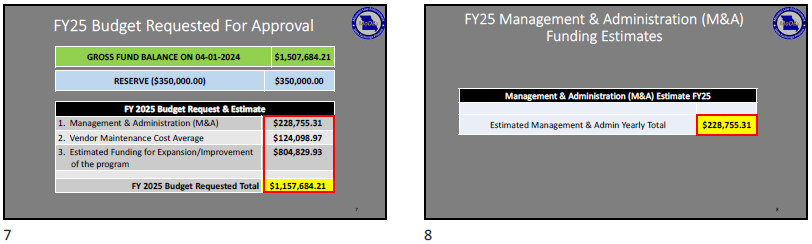 FY25 Budget Requested For Approval
GROSS FUND BALANCE ON 04-01-2024 $1,507,684.21
RESERVE ($350,000.00) $350,000.00
FY 2025 Budget Request & Estimate
1. Management & Administration (M&A) $228,755.31
2. Vendor Maintenance Cost Average $124,098.97
3. Estimated Funding for Expansion/Improvement $804,829.93
of the program
FY 2025 Budget Requested Total $1,157,684.21
7
7
FY25 Management & Administration (M&A)
Funding Estimates
Management & Administration (M&A) Estimate FY25
Estimated Management & Admin Yearly Total $228,755.31
8
8